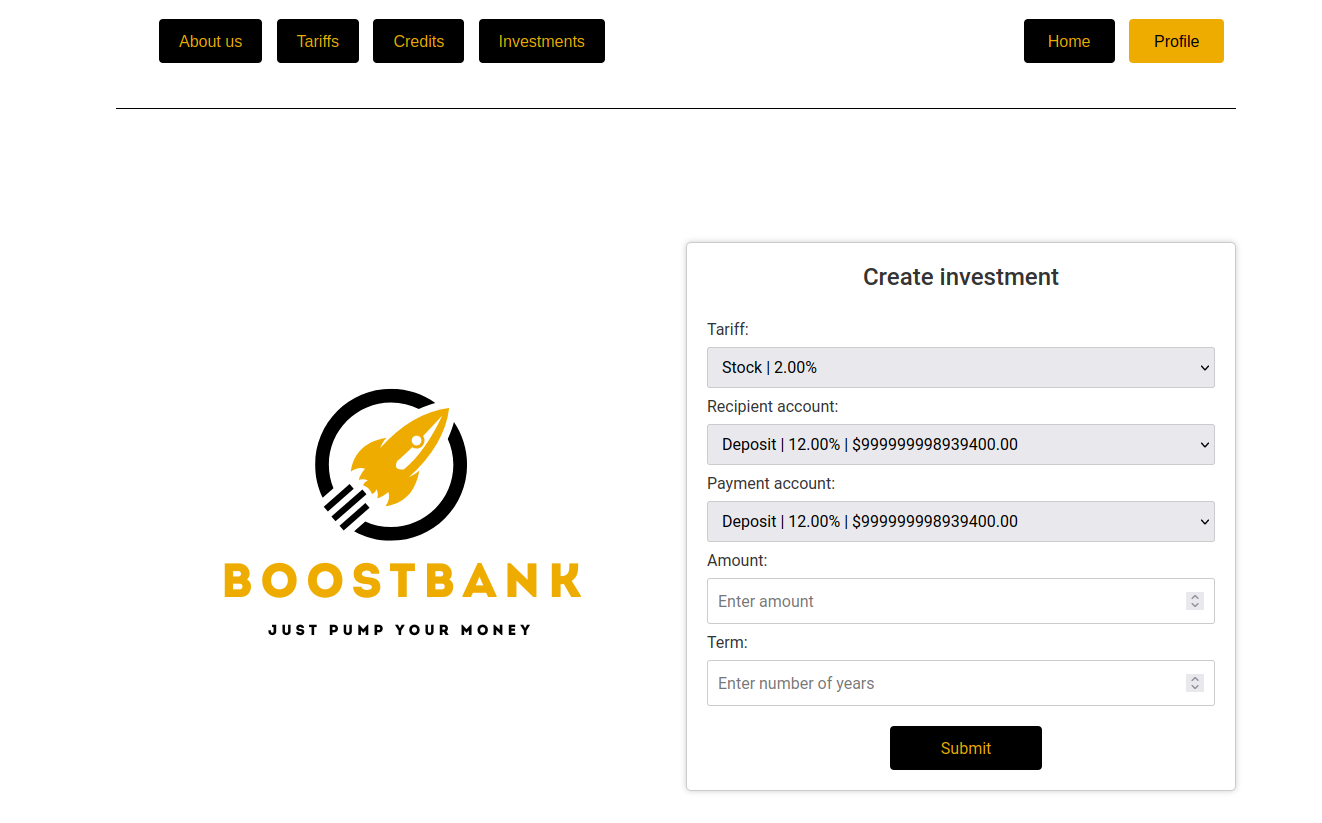 About us Tariffs Credits Investments Home Profile
Create investment
Tariff:
Stock | 2.00%
Recipient account:
Deposit | 12.00% | $999999998939400.00
Payment account:
Deposit | 12.00% | $999999998939400.00
Amount:
Enter amount
Term:
Enter number of years
Submit
BOOSTBANK
JUST PUMP YOUR MONEY